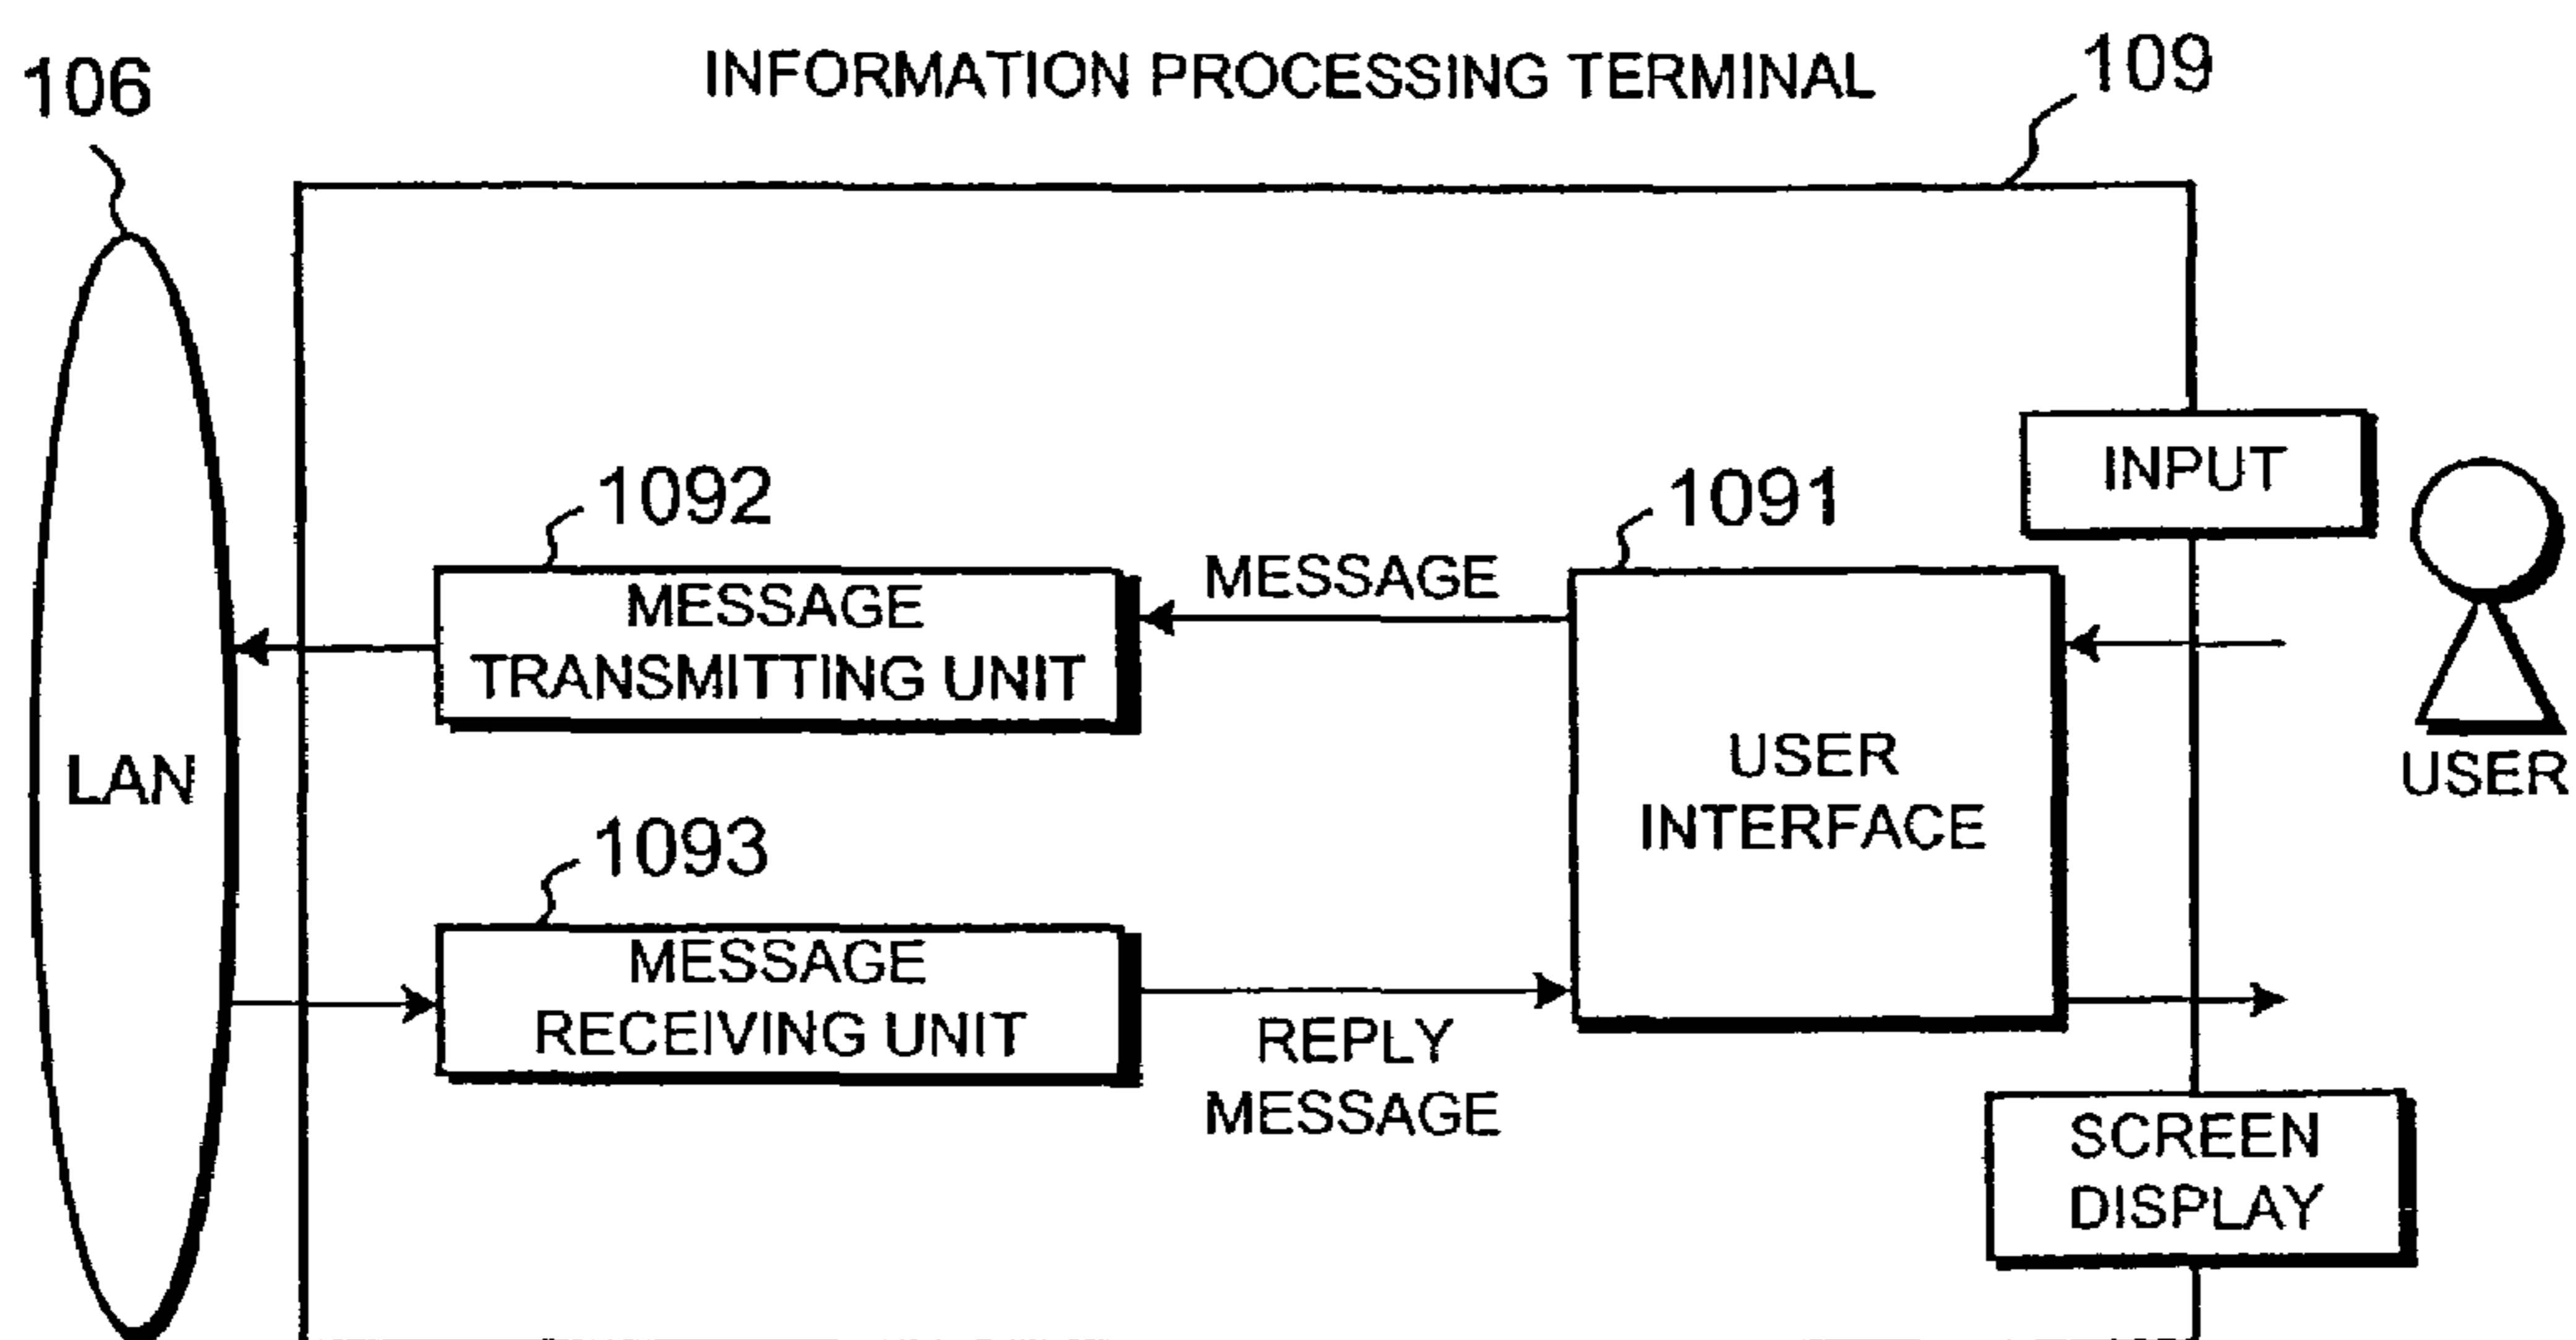 INFORMATION PROCESSING TERMINAL
109
106
INPUT
1092
1091
MESSAGE
MESSAGE
TRANSMITTING UNIT
USER
INTERFACE
USER
LAN
1093
MESSAGE
RECEIVING UNIT
REPLY
MESSAGE
SCREEN
DISPLAY